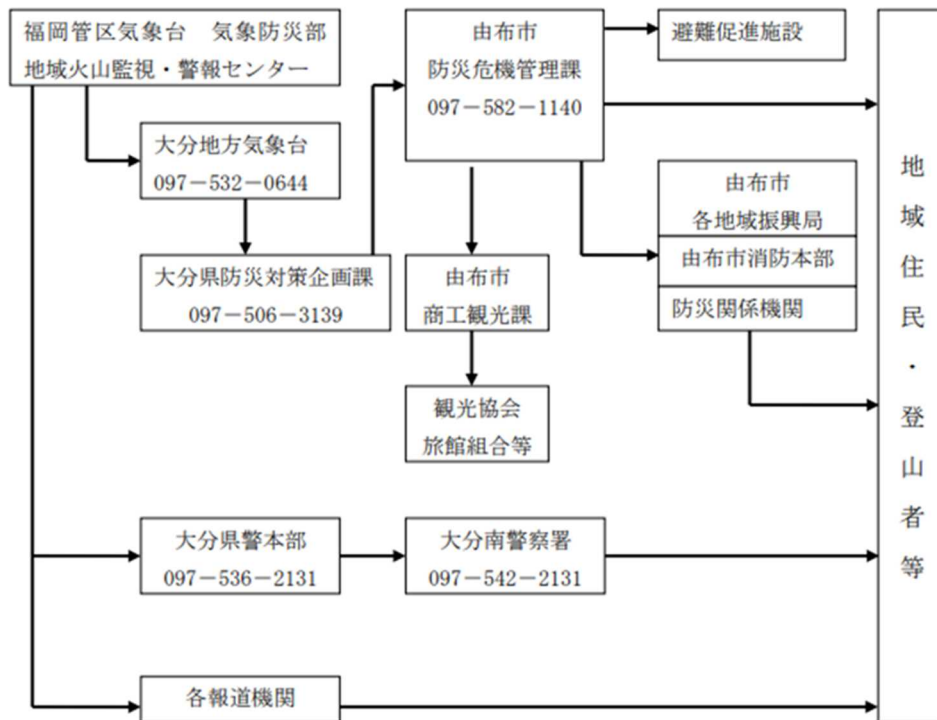 福岡管区気象台　気象防災部
地域火山監視・警報センター
大分地方気象台
097－532－0644
大分県防災対策企画課
097－506－3139
由布市
防災危機管理課
097－582－1140
避難促進施設
由布市
各地域振興局
由布市消防本部
防災関係機関
由布市
商工観光課
観光協会
旅館組合等
大分県警本部
097－536－2131
大分南警察署
097－542－2131
各報道機関
地域住民・登山者等